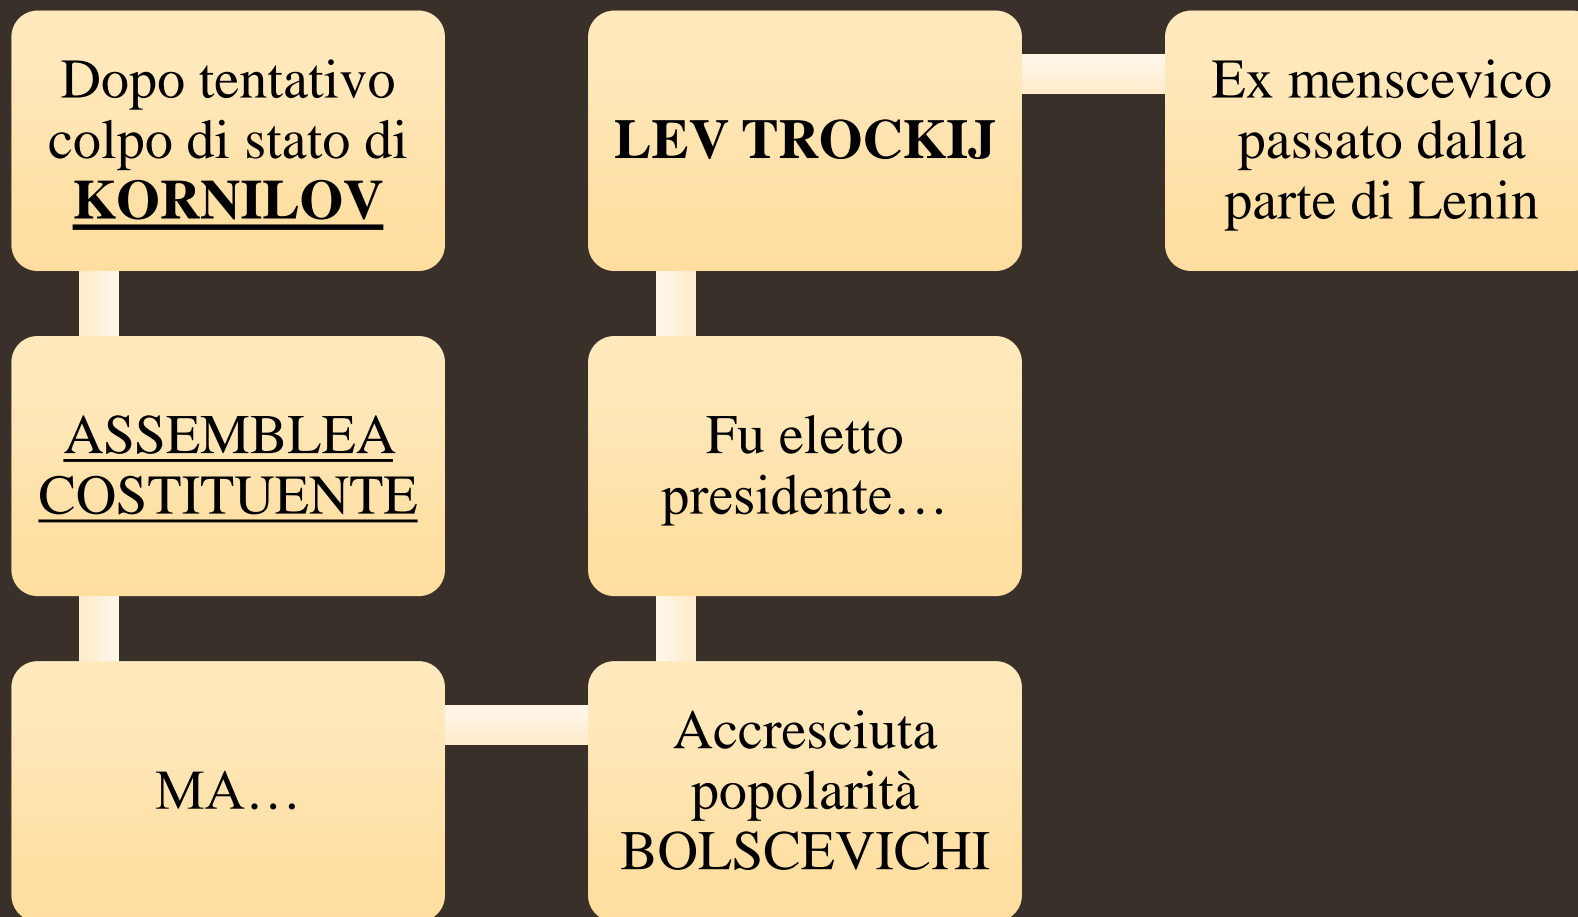 Dopo tentativo
colpo di stato di
KORNILOV
ASSEMBLEA
COSTITUENTE
MA…
Accresciuta
popolarità
BOLSCEVICHI
Fu eletto
presidente…
LEV TROCKIJ
Ex menscevico
passato dalla
parte di Lenin